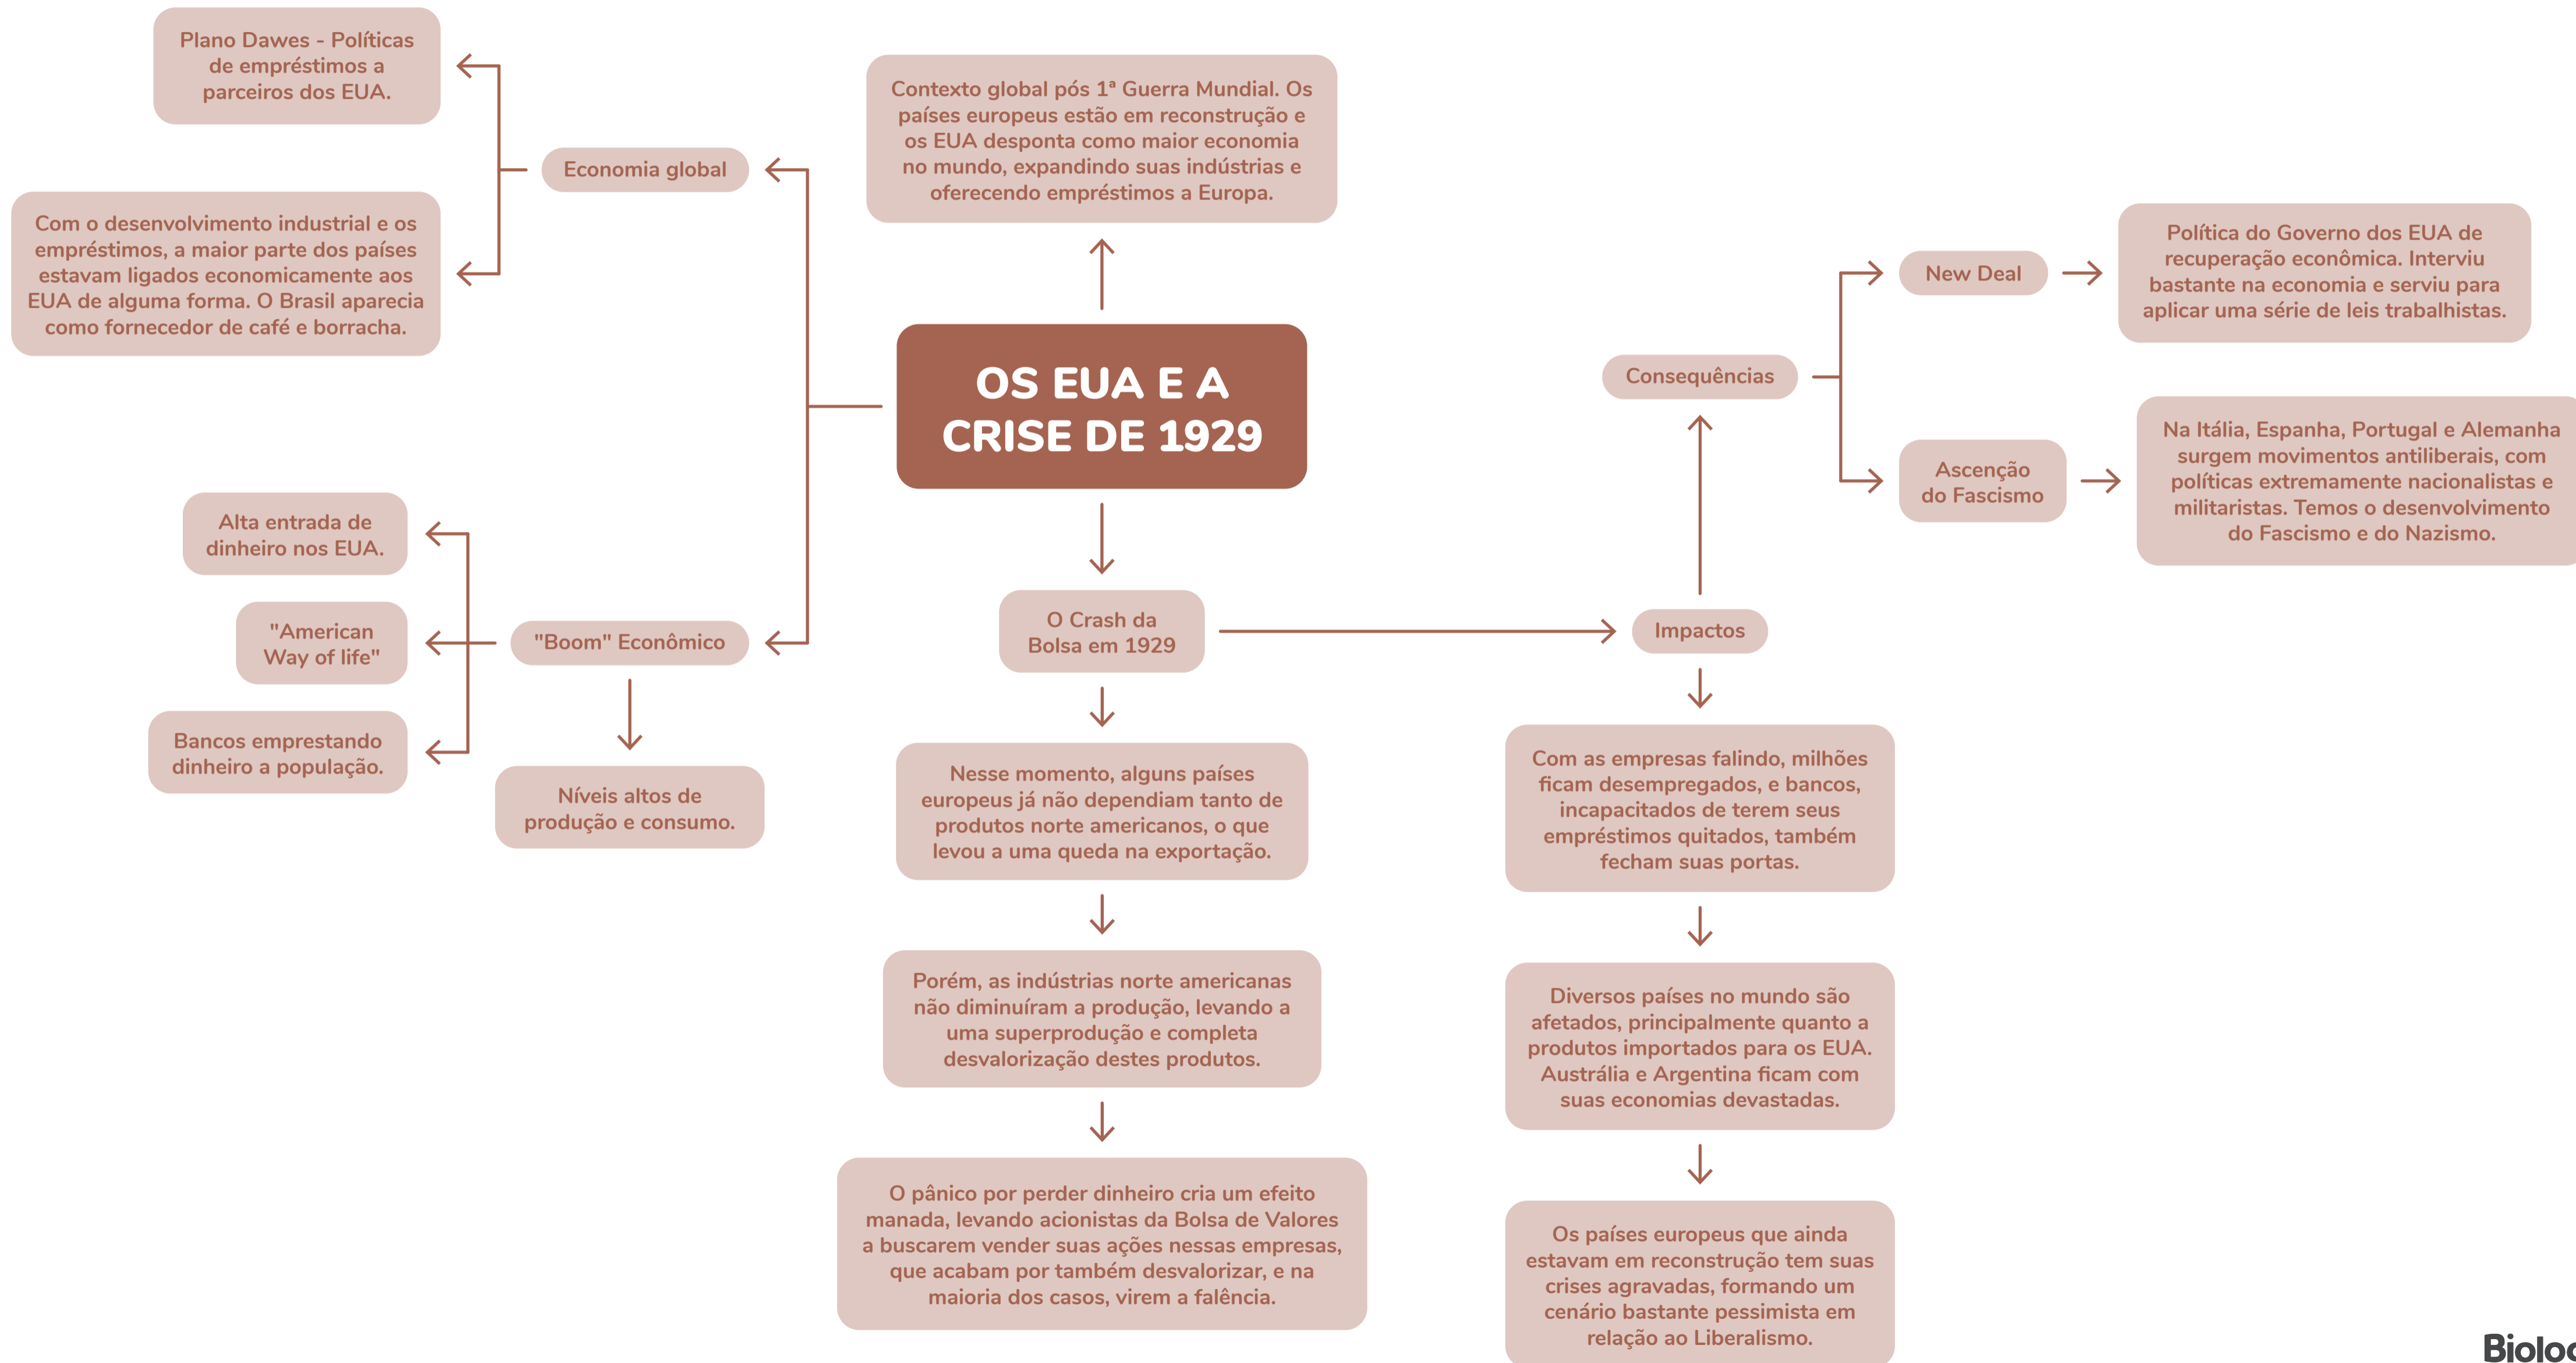 Plano Dawes - Políticas
de empréstimos a
parceiros dos EUA.
Economia global
Com o desenvolvimento industrial e os
empréstimos, a maior parte dos países
estavam ligados economicamente aos
EUA de alguma forma. O Brasil aparecia
como fornecedor de café e borracha.
Contexto global pós 1ª Guerra Mundial. Os
países europeus estão em reconstrução e
os EUA desponta como maior economia
no mundo, expandindo suas indústrias e
oferecendo empréstimos a Europa.
OS EUA E A
CRISE DE 1929
Alta entrada de
dinheiro nos EUA.
"American
Way of life"
Bancos emprestando
dinheiro a população.
"Boom" Econômico
Níveis altos de
produção e consumo.
O Crash da
Bolsa em 1929
Nesse momento, alguns países
europeus já não dependiam tanto de
produtos norte americanos, o que
levou a uma queda na exportação.
Porém, as indústrias norte americanas
não diminuíram a produção, levando a
uma superprodução e completa
desvalorização destes produtos.
O pânico por perder dinheiro cria um efeito
manada, levando acionistas da Bolsa de Valores
a buscarem vender suas ações nessas empresas,
que acabam por também desvalorizar, e na
maioria dos casos, virem a falência.
Consequências
New Deal
Política do Governo dos EUA de
recuperação econômica. Interviu
bastante na economia e serviu para
aplicar uma série de leis trabalhistas.
Ascenção
do Fascismo
Na Itália, Espanha, Portugal e Alemanha
surgem movimentos antiliberais, com
políticas extremamente nacionalistas e
militaristas. Temos o desenvolvimento
do Fascismo e do Nazismo.
Impactos
Com as empresas falindo, milhões
ficam desempregados, e bancos,
incapacitados de terem seus
empréstimos quitados, também
fecham suas portas.
Diversos países no mundo são
afetados, principalmente quanto a
produtos importados para os EUA.
Austrália e Argentina ficam com
suas economias devastadas.
Os países europeus que ainda
estavam em reconstrução tem suas
crises agravadas, formando um
cenário bastante pessimista em
relação ao Liberalismo.